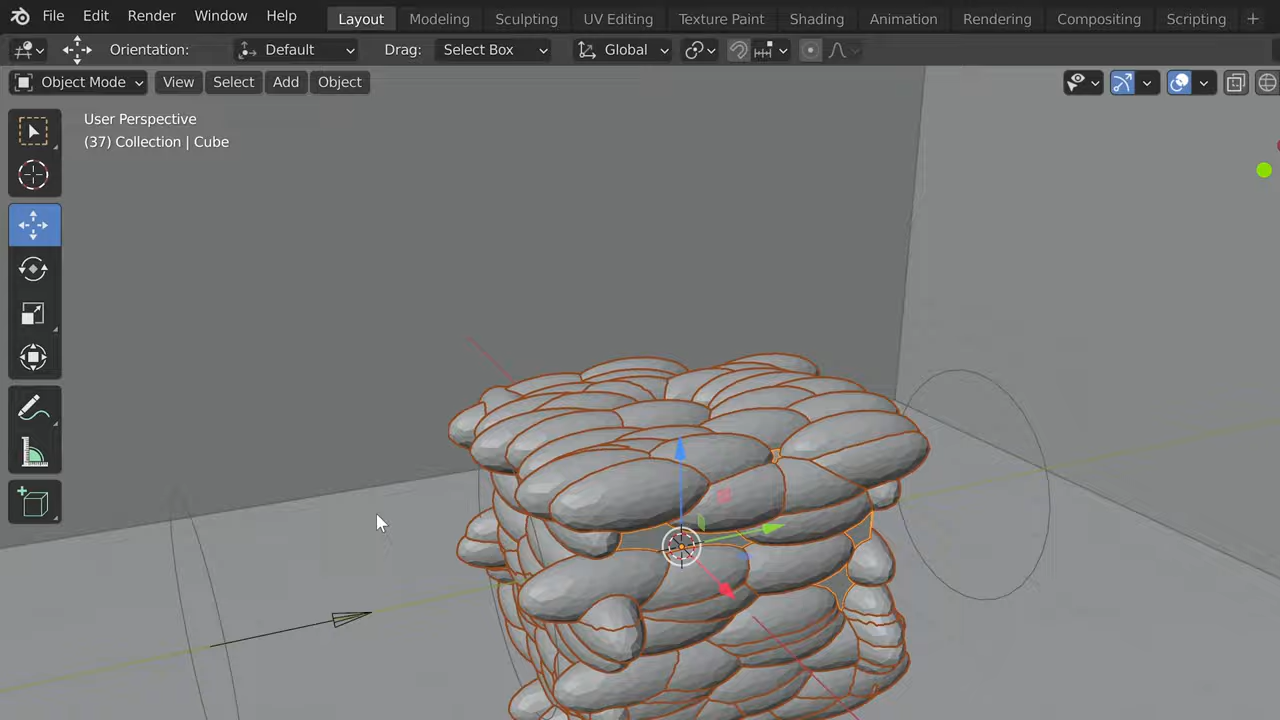 File Edit Render Window Help Layout Modeling Sculpting UV Editing Texture Paint Shading Animation Rendering Compositing Scripting
Orientation: Default Drag: Select Box Global
Object Mode View Select Add Object
User Perspective
(37) Collection | Cube